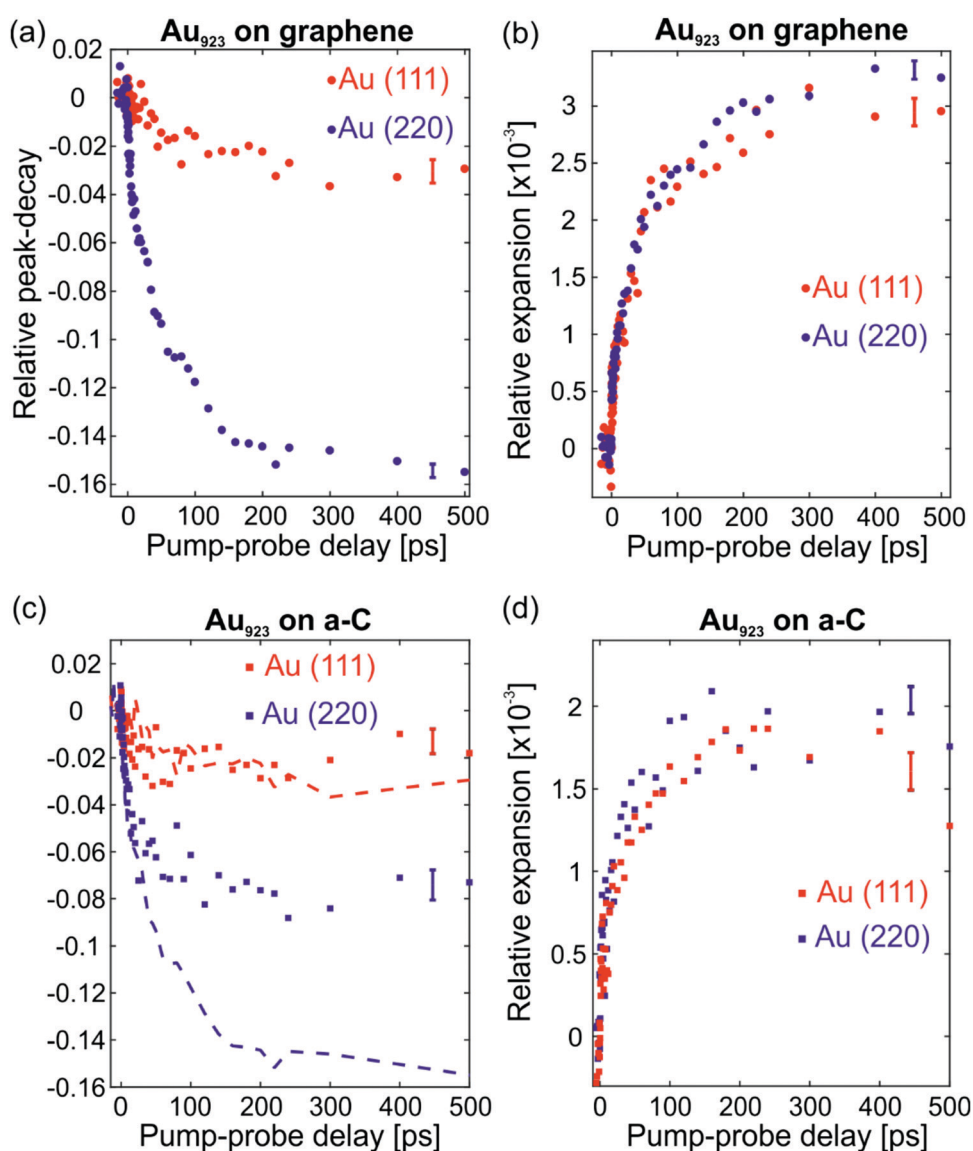 (a)
Au₉₂₃ on graphene
0.02
0
-0.02
-0.04
-0.06
-0.08
-0.1
-0.12
-0.14
-0.16
Relative peak-decay
Au (111)
Au (220)
0 100 200 300 400 500
Pump-probe delay [ps]
(b)
Au₉₂₃ on graphene
3
2.5
2
1.5
1
0.5
0
Relative expansion [x10⁻³]
Au (111)
Au (220)
0 100 200 300 400 500
Pump-probe delay [ps]
(c)
Au₉₂₃ on a-C
0.02
0
-0.02
-0.04
-0.06
-0.08
-0.1
-0.12
-0.14
-0.16
Au (111)
Au (220)
0 100 200 300 400 500
Pump-probe delay [ps]
(d)
Au₉₂₃ on a-C
2
1.5
1
0.5
0
Relative expansion [x10⁻³]
Au (111)
Au (220)
0 100 200 300 400 500
Pump-probe delay [ps]